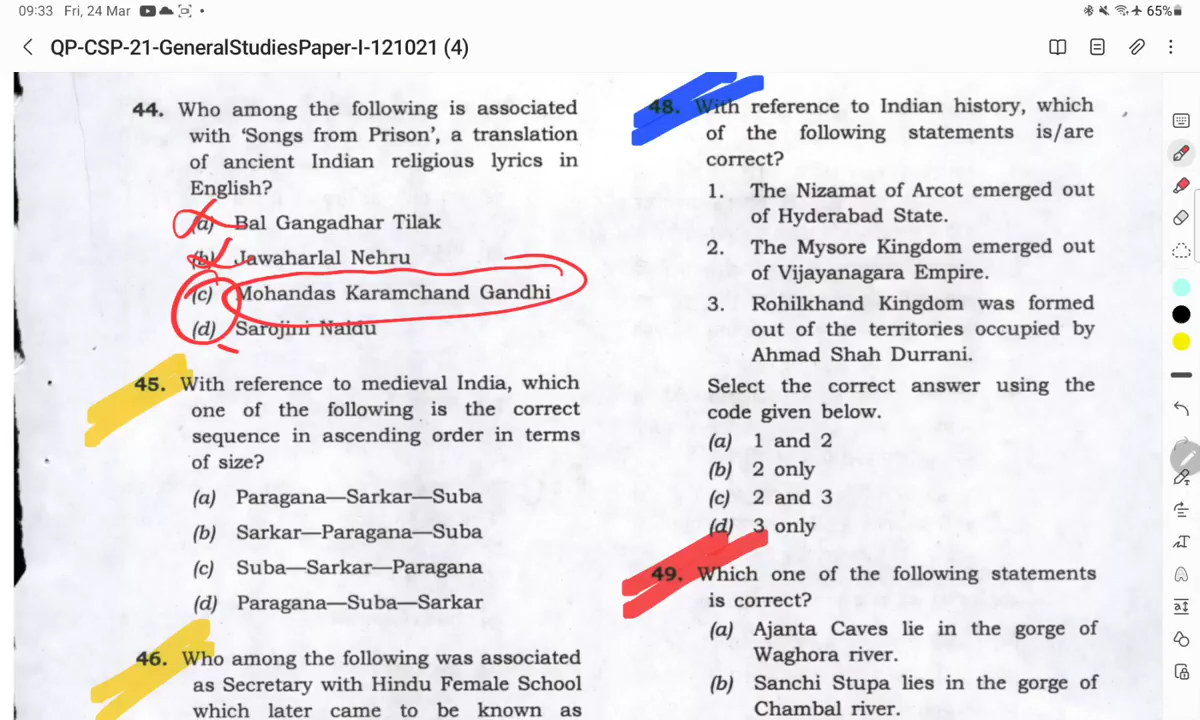 09:33 Fri, 24 Mar
65%
QP-CSP-21-GeneralStudiesPaper-I-121021 (4)
44. Who among the following is associated
with ‘Songs from Prison’, a translation
of ancient Indian religious lyrics in
English?
(a) Bal Gangadhar Tilak
(b) Jawaharlal Nehru
(c) Mohandas Karamchand Gandhi
(d) Sarojini Naidu
45. With reference to medieval India, which
one of the following is the correct
sequence in ascending order in terms
of size?
(a) Paragana—Sarkar—Suba
(b) Sarkar—Paragana—Suba
(c) Suba—Sarkar—Paragana
(d) Paragana—Suba—Sarkar
46. Who among the following was associated
as Secretary with Hindu Female School
which later came to be known as
48. With reference to Indian history, which
of the following statements is/are
correct?
1. The Nizamat of Arcot emerged out
of Hyderabad State.
2. The Mysore Kingdom emerged out
of Vijayanagara Empire.
3. Rohilkhand Kingdom was formed
out of the territories occupied by
Ahmad Shah Durrani.
Select the correct answer using the
code given below.
(a) 1 and 2
(b) 2 only
(c) 2 and 3
(d) 3 only
49. Which one of the following statements
is correct?
(a) Ajanta Caves lie in the gorge of
Waghora river.
(b) Sanchi Stupa lies in the gorge of
Chambal river.